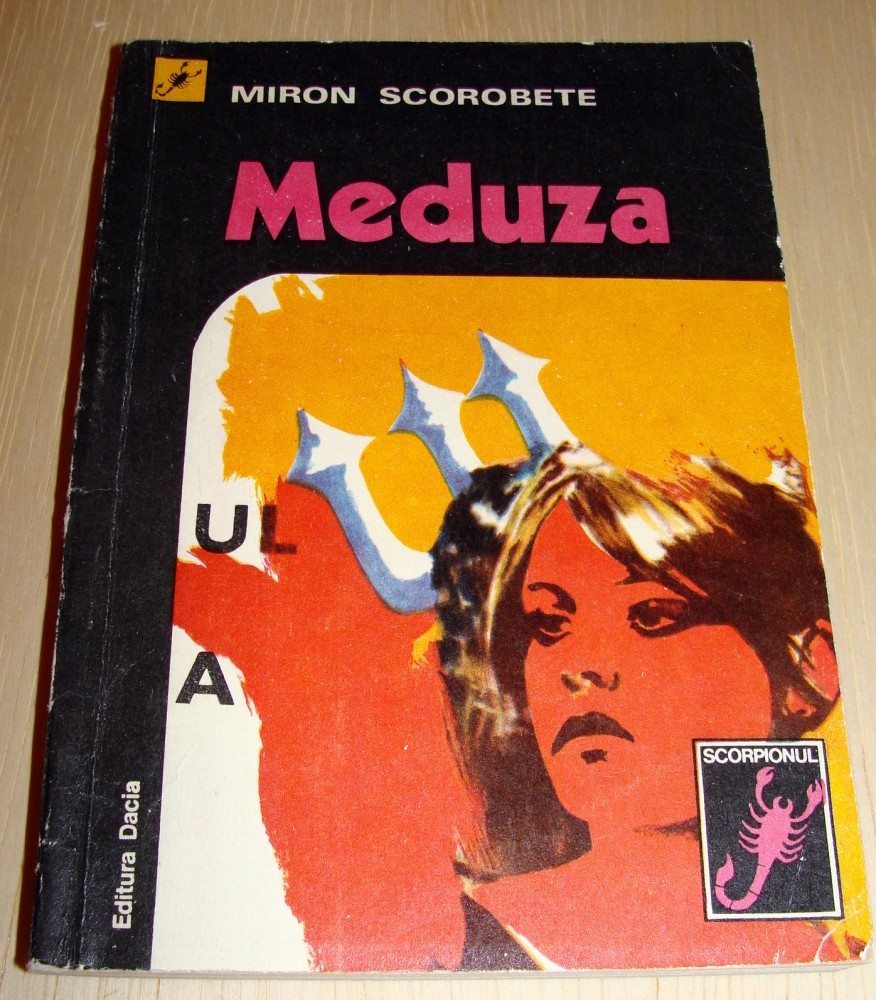 MIRON SCOROBETE
Meduza
UL
A
SCORPIONUL
Editura Dacia